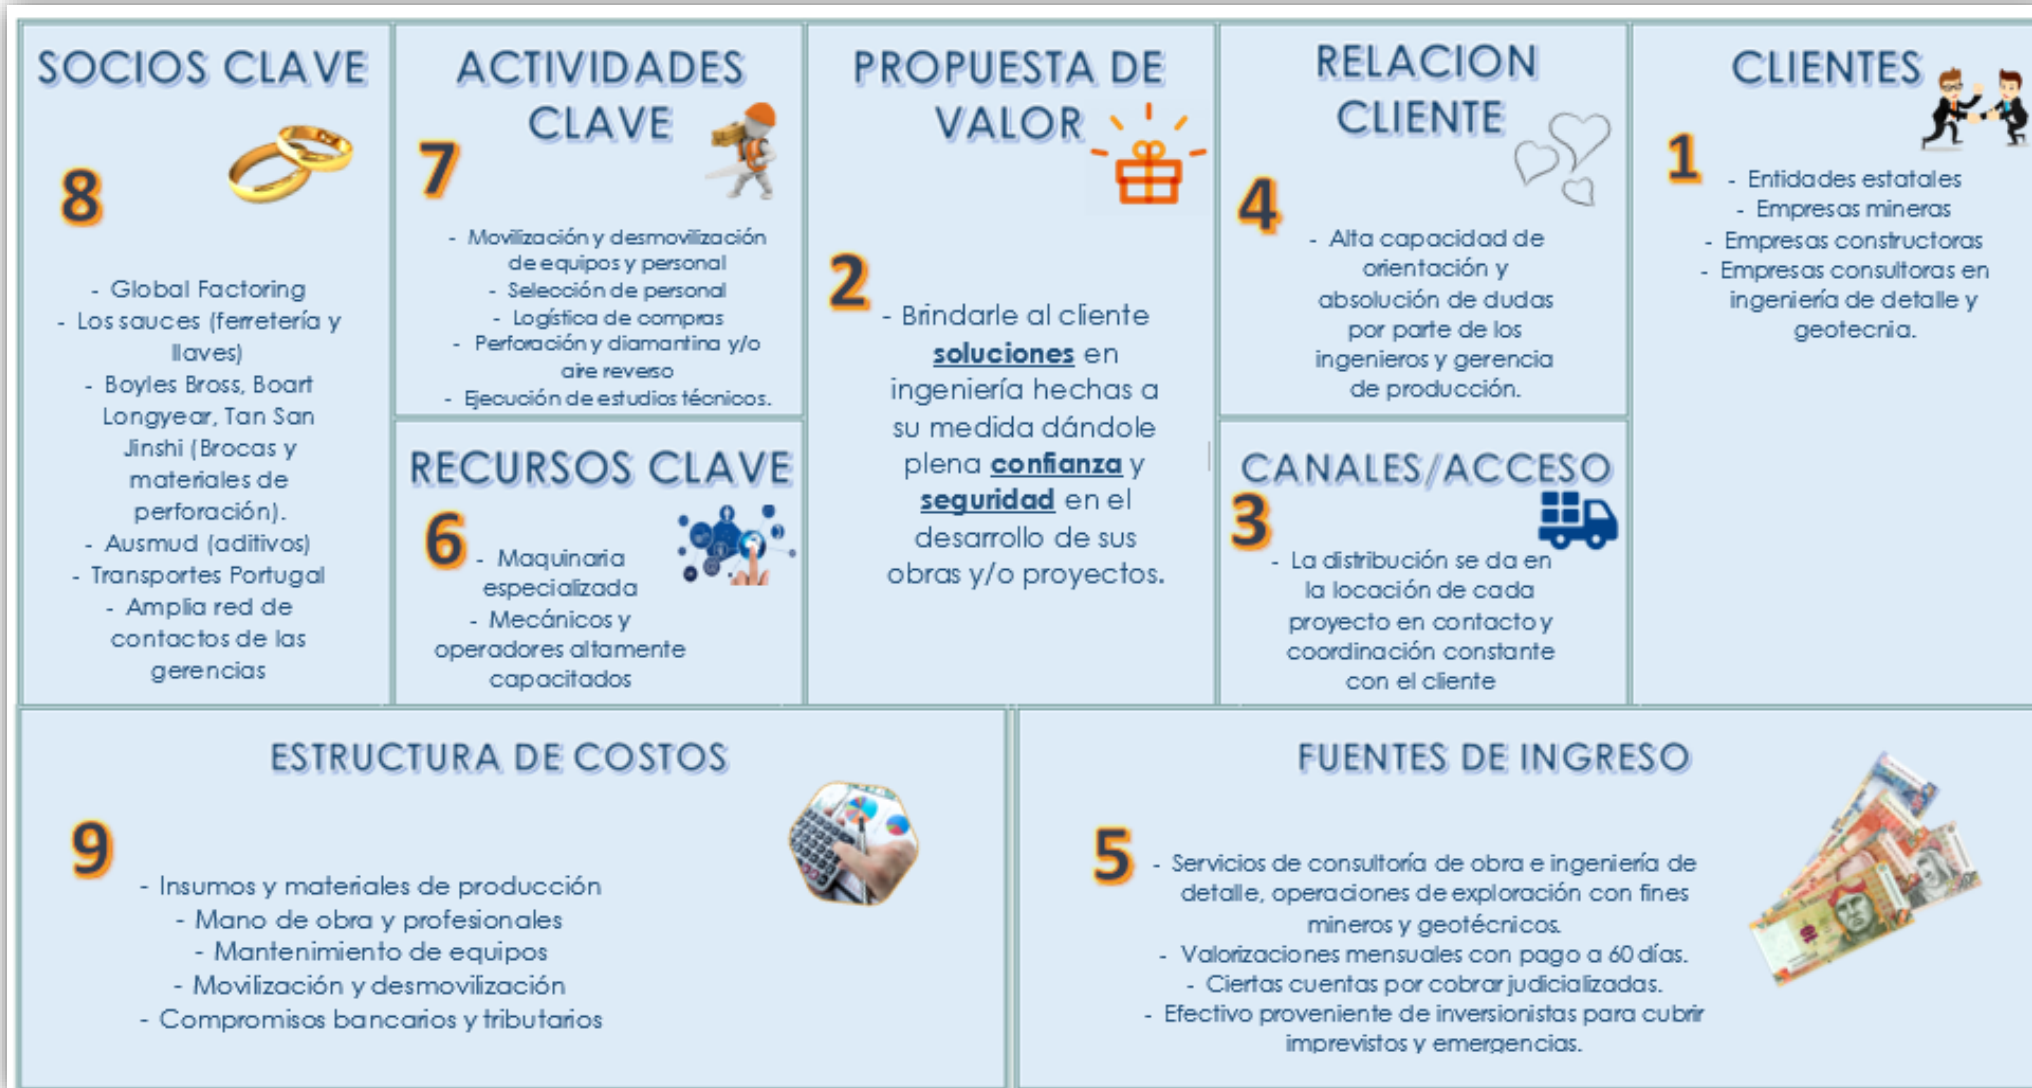 SOCIOS CLAVE
8
- Global Factoring
- Los sauces (ferretería y
llaves)
- Boyles Bross, Boart
Longyear, Tan San
Jinshi (Brocas y
materiales de
perforación).
- Ausmud (aditivos)
- Transportes Portugal
- Amplia red de
contactos de las
gerencias
ACTIVIDADES
CLAVE
7
- Movilización y desmovilización
de equipos y personal
- Selección de personal
- Logística de compras
- Perforación y diamantina y/o
aire reverso
- Ejecución de estudios técnicos.
RECURSOS CLAVE
6
- Maquinaria
especializada
- Mecánicos y
operadores altamente
capacitados
PROPUESTA DE
VALOR
2
- Brindarle al cliente
soluciones en
ingeniería hechas a
su medida dándole
plena confianza y
seguridad en el
desarrollo de sus
obras y/o proyectos.
RELACION
CLIENTE
4
- Alta capacidad de
orientación y
absolución de dudas
por parte de los
ingenieros y gerencia
de producción.
CANALES/ACCESO
3
- La distribución se da en
la locación de cada
proyecto en contacto y
coordinación constante
con el cliente
CLIENTES
1
- Entidades estatales
- Empresas mineras
- Empresas constructoras
- Empresas consultoras en
ingeniería de detalle y
geotecnia.
ESTRUCTURA DE COSTOS
9
- Insumos y materiales de producción
- Mano de obra y profesionales
- Mantenimiento de equipos
- Movilización y desmovilización
- Compromisos bancarios y tributarios
FUENTES DE INGRESO
5
- Servicios de consultoría de obra e ingeniería de
detalle, operaciones de exploración con fines
mineros y geotécnicos.
- Valorizaciones mensuales con pago a 60 días.
- Ciertas cuentas por cobrar judicializadas.
- Efectivo proveniente de inversionistas para cubrir
imprevistos y emergencias.